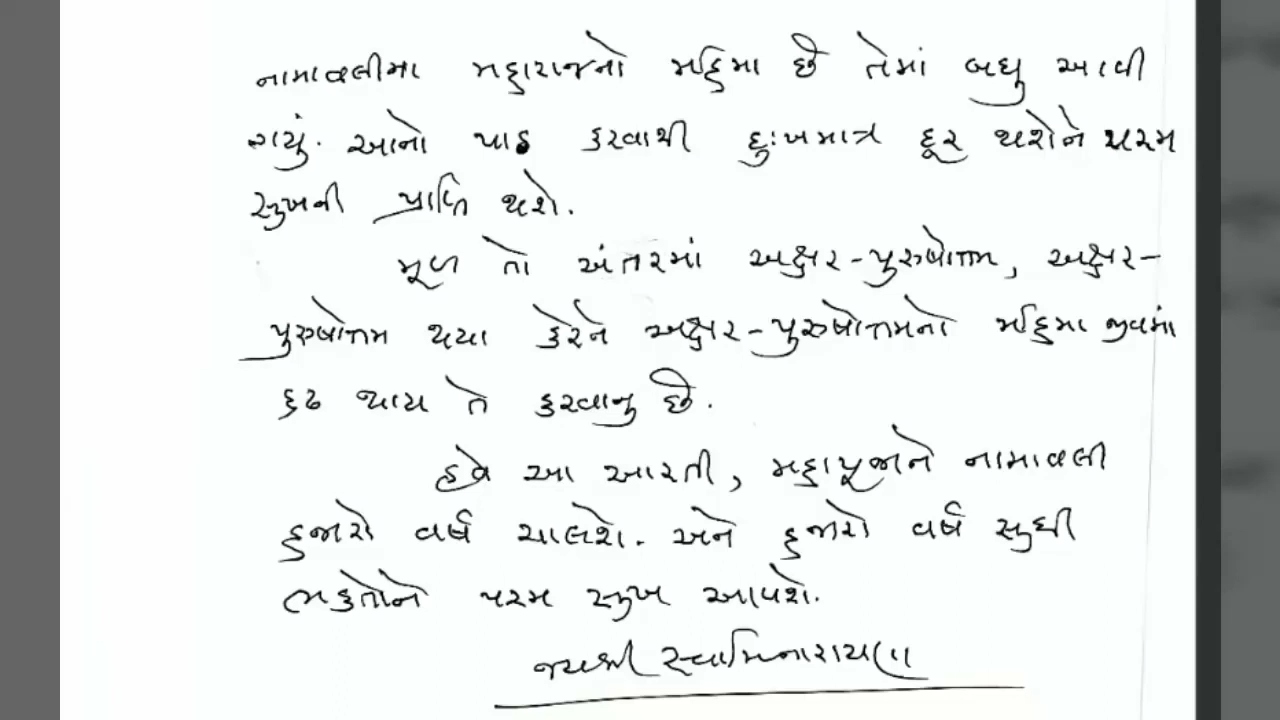 નામાવલીમા મહારાજનો મહિમા છે તેમાં બધુ આવી
ગયું. આનો પાઠ કરવાથી દુઃખમાત્ર દૂર થશેને પરમ
સુખની પ્રાપ્તિ થશે.
મૂળ તો અંતરમાં અક્ષર-પુરુષોત્તમ, અક્ષર-
પુરુષોત્તમ થયા કરેને અક્ષર-પુરુષોત્તમનો મહિમા જીવમાં
દૃઢ થાય તે કરવાનુ છે.
હવે આ આરતી, મહાપૂજાને નામાવલી
હજારો વર્ષ ચાલશે. અને હજારો વર્ષ સુધી
ભક્તોને પરમ સુખ આપશે.
જયશ્રી સ્વામિનારાયણ ॥